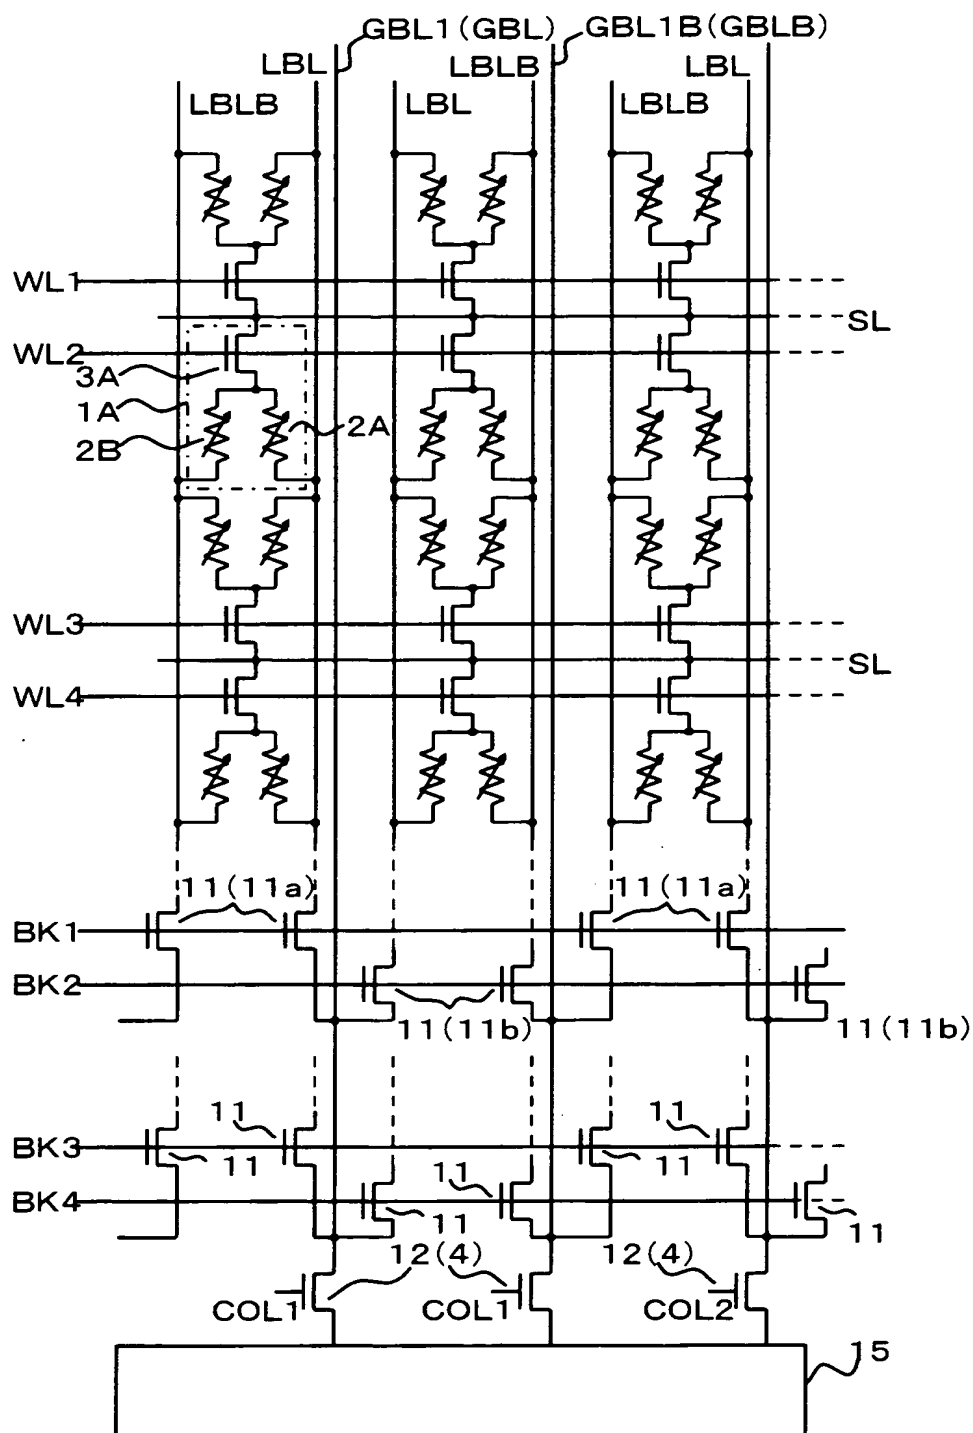 GBL1(GBL) GBL1B(GBLB)
LBL LBLB LBL
LBLB LBL LBLB
WL1
SL
WL2
3A
1A
2A
2B
WL3
SL
WL4
11(11a) 11(11a)
BK1
BK2
11(11b) 11(11b)
11 11
BK3
11 11
11
BK4
11 11
12(4) 12(4)
COL1 COL1 COL2
15